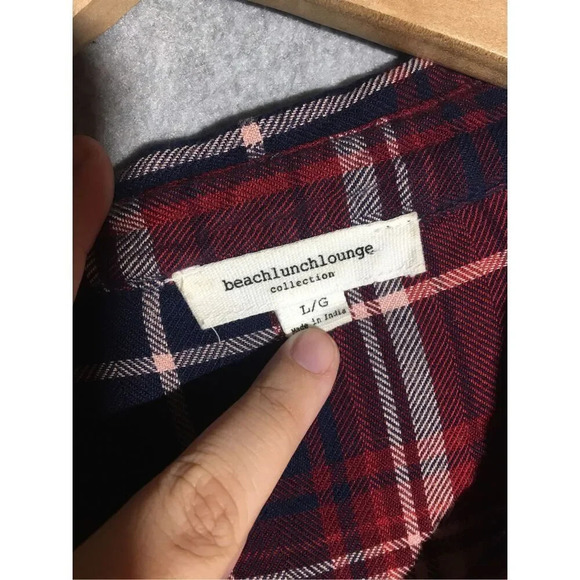 beachlunchlounge
collection
L/G
Made in India